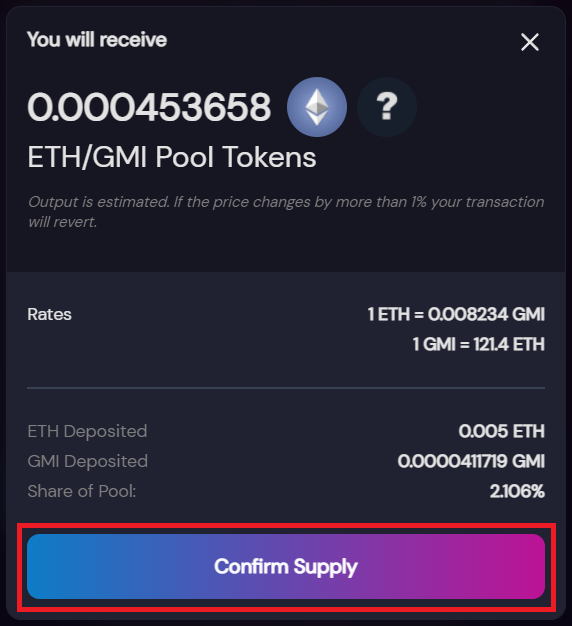 You will receive
0.000453658 ?
ETH/GMI Pool Tokens
Output is estimated. If the price changes by more than 1% your transaction
will revert.
Rates 1 ETH = 0.008234 GMI
1 GMI = 121.4 ETH
ETH Deposited 0.005 ETH
GMI Deposited 0.0000411719 GMI
Share of Pool: 2.106%
Confirm Supply